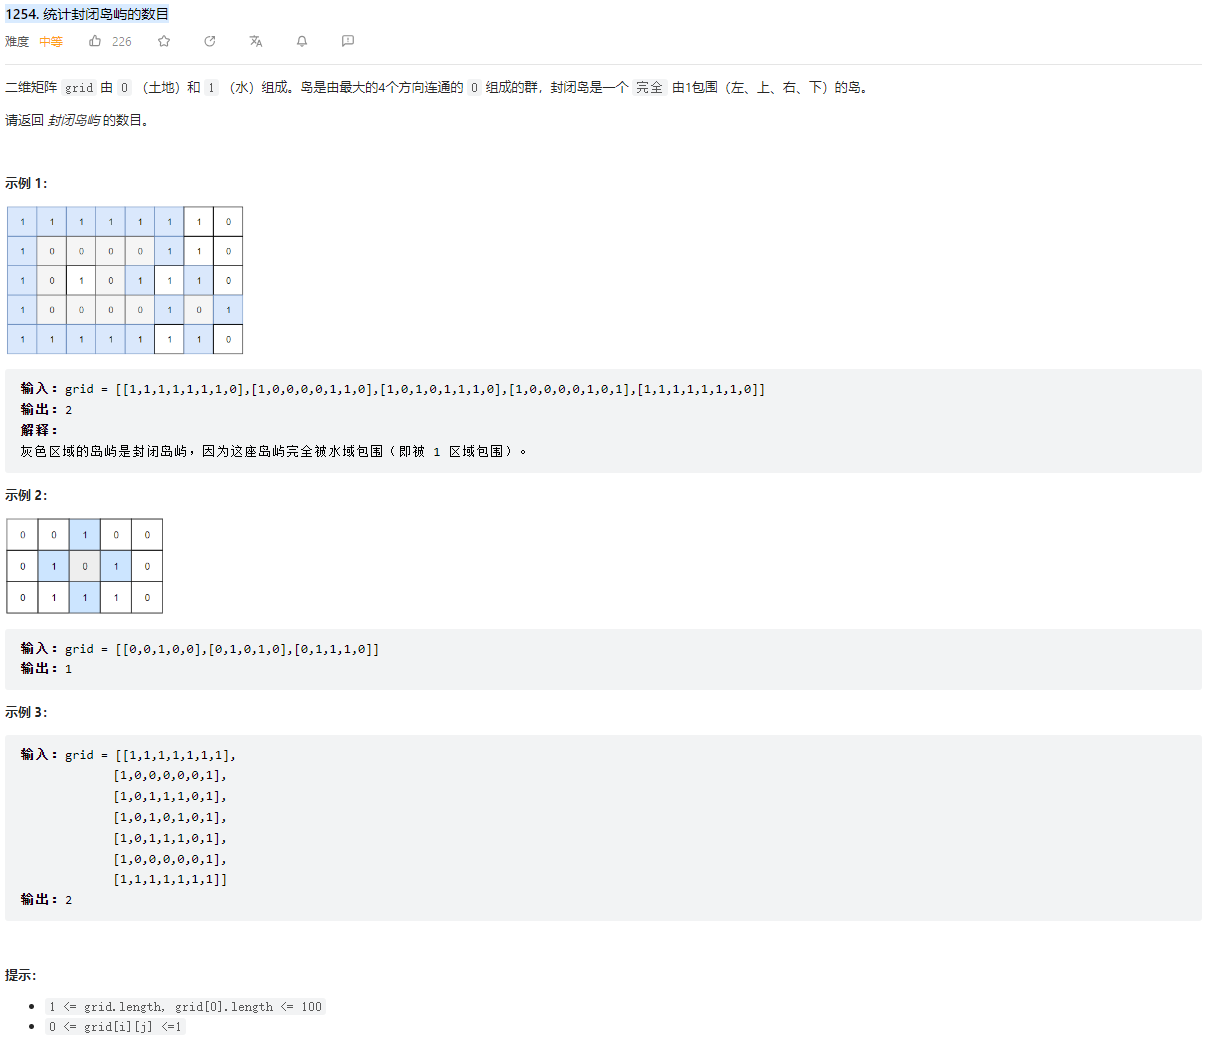 1254. 统计封闭岛屿的数目
难度 中等 226
二维矩阵 grid 由 0 （土地）和 1 （水）组成。岛是由最大的4个方向连通的 0 组成的群，封闭岛是一个 完全 由1包围（左、上、右、下）的岛。
请返回 封闭岛屿 的数目。
示例 1：
1 1 1 1 1 1 1 0
1 0 0 0 0 1 1 0
1 0 1 0 1 1 1 0
1 0 0 0 0 1 0 1
1 1 1 1 1 1 1 0
输入：grid = [[1,1,1,1,1,1,1,0],[1,0,0,0,0,1,1,0],[1,0,1,0,1,1,1,0],[1,0,0,0,0,1,0,1],[1,1,1,1,1,1,1,0]]
输出：2
解释：
灰色区域的岛屿是封闭岛屿，因为这座岛屿完全被水域包围（即被 1 区域包围）。
示例 2：
0 0 1 0 0
0 1 0 1 0
0 1 1 1 0
输入：grid = [[0,0,1,0,0],[0,1,0,1,0],[0,1,1,1,0]]
输出：1
示例 3：
输入：grid = [[1,1,1,1,1,1,1],
[1,0,0,0,0,0,1],
[1,0,1,1,1,0,1],
[1,0,1,0,1,0,1],
[1,0,1,1,1,0,1],
[1,0,0,0,0,0,1],
[1,1,1,1,1,1,1]]
输出：2
提示：
1 <= grid.length, grid[0].length <= 100
0 <= grid[i][j] <=1